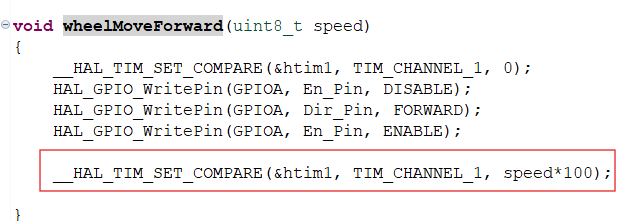 void wheelMoveForward(uint8_t speed)
{
__HAL_TIM_SET_COMPARE(&htim1, TIM_CHANNEL_1, 0);
HAL_GPIO_WritePin(GPIOA, En_Pin, DISABLE);
HAL_GPIO_WritePin(GPIOA, Dir_Pin, FORWARD);
HAL_GPIO_WritePin(GPIOA, En_Pin, ENABLE);
__HAL_TIM_SET_COMPARE(&htim1, TIM_CHANNEL_1, speed*100);
}